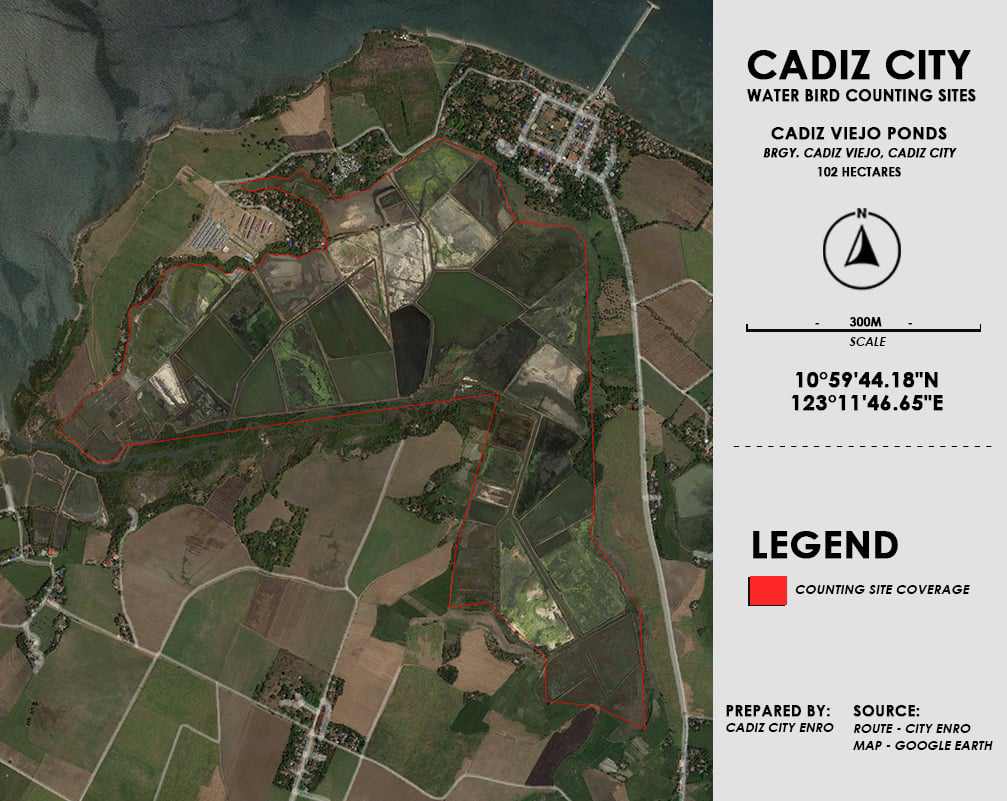 CADIZ CITY
WATER BIRD COUNTING SITES
CADIZ VIEJO PONDS
BRGY. CADIZ VIEJO, CADIZ CITY
102 HECTARES
N
- 300M -
SCALE
10°59'44.18"N
123°11'46.65"E
LEGEND
COUNTING SITE COVERAGE
PREPARED BY:
CADIZ CITY ENRO
SOURCE:
ROUTE - CITY ENRO
MAP - GOOGLE EARTH